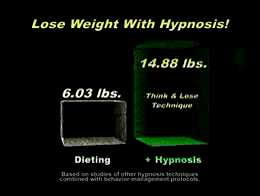 Lose Weight With Hypnosis!
14.88 lbs.
6.03 lbs.
Think & Lose
Technique
Dieting
+ Hypnosis
Based on studies of other hypnosis techniques
combined with behavior-management protocols.